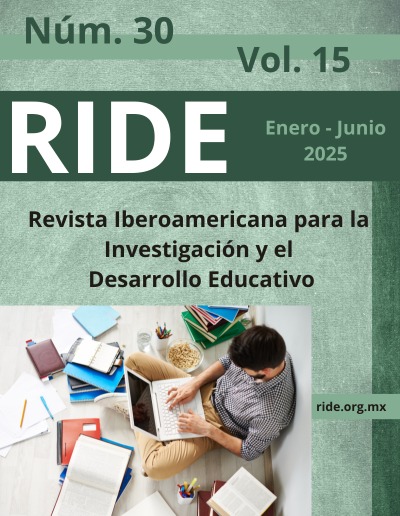 Núm. 30
Vol. 15
RIDE
Enero - Junio
2025
Revista Iberoamericana para la
Investigación y el
Desarrollo Educativo
ride.org.mx